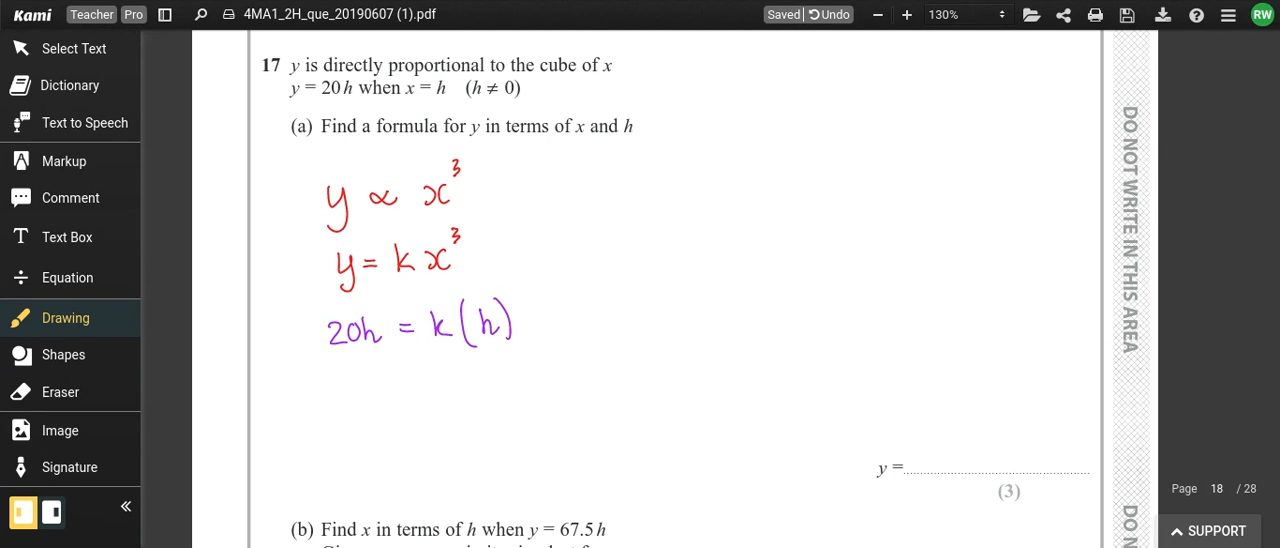 Kami Teacher Pro 4MA1_2H_que_20190607 (1).pdf Saved Undo 130% RW
Select Text
Dictionary
Text to Speech
Markup
Comment
Text Box
Equation
Drawing
Shapes
Eraser
Image
Signature
17 y is directly proportional to the cube of x
y = 20h when x = h (h ≠ 0)
(a) Find a formula for y in terms of x and h
y ∝ x³
y = kx³
20h = k(h)
y =
(3)
(b) Find x in terms of h when y = 67.5h
DO NOT WRITE IN THIS AREA
DO N
Page 18 / 28
SUPPORT